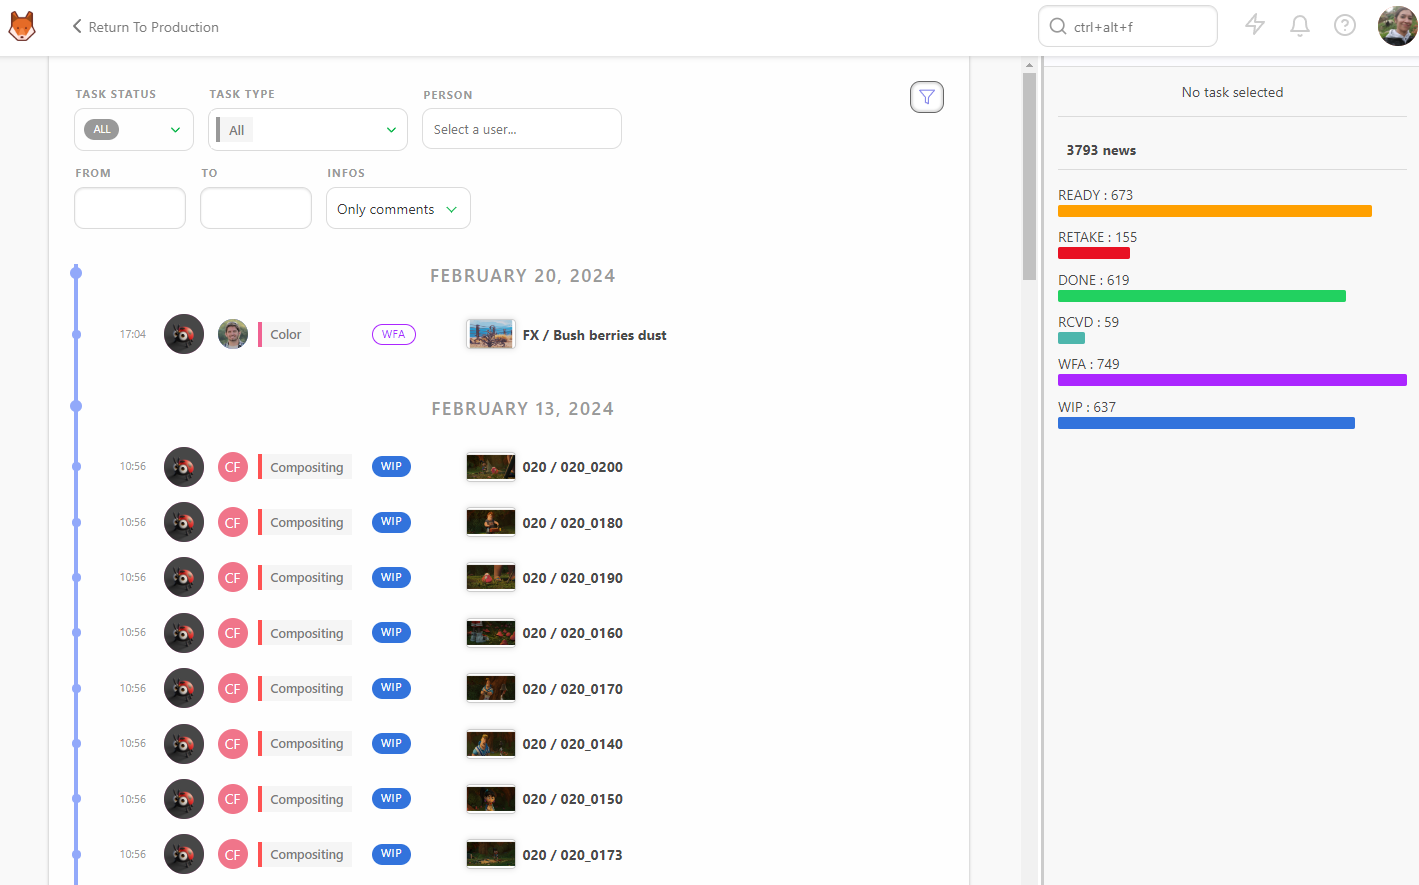 Return To Production
ctrl+alt+f
TASK STATUS
TASK TYPE
PERSON
ALL
All
Select a user...
FROM
TO
INFOS
Only comments
FEBRUARY 20, 2024
17:04
Color
WFA
FX / Bush berries dust
FEBRUARY 13, 2024
10:56 CF Compositing WIP 020 / 020_0200
10:56 CF Compositing WIP 020 / 020_0180
10:56 CF Compositing WIP 020 / 020_0190
10:56 CF Compositing WIP 020 / 020_0160
10:56 CF Compositing WIP 020 / 020_0170
10:56 CF Compositing WIP 020 / 020_0140
10:56 CF Compositing WIP 020 / 020_0150
10:56 CF Compositing WIP 020 / 020_0173
No task selected
3793 news
READY : 673
RETAKE : 155
DONE : 619
RCVD : 59
WFA : 749
WIP : 637